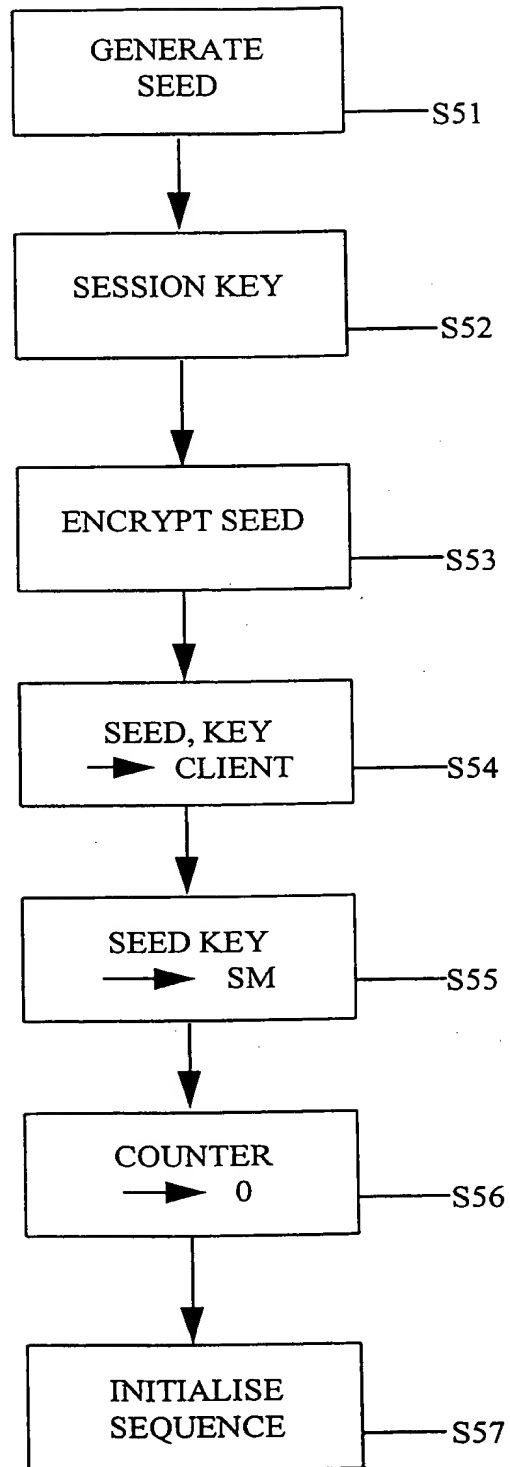 GENERATE
SEED
S51
SESSION KEY
S52
ENCRYPT SEED
S53
SEED, KEY
CLIENT
S54
SEED KEY
SM
S55
COUNTER
0
S56
INITIALISE
SEQUENCE
S57